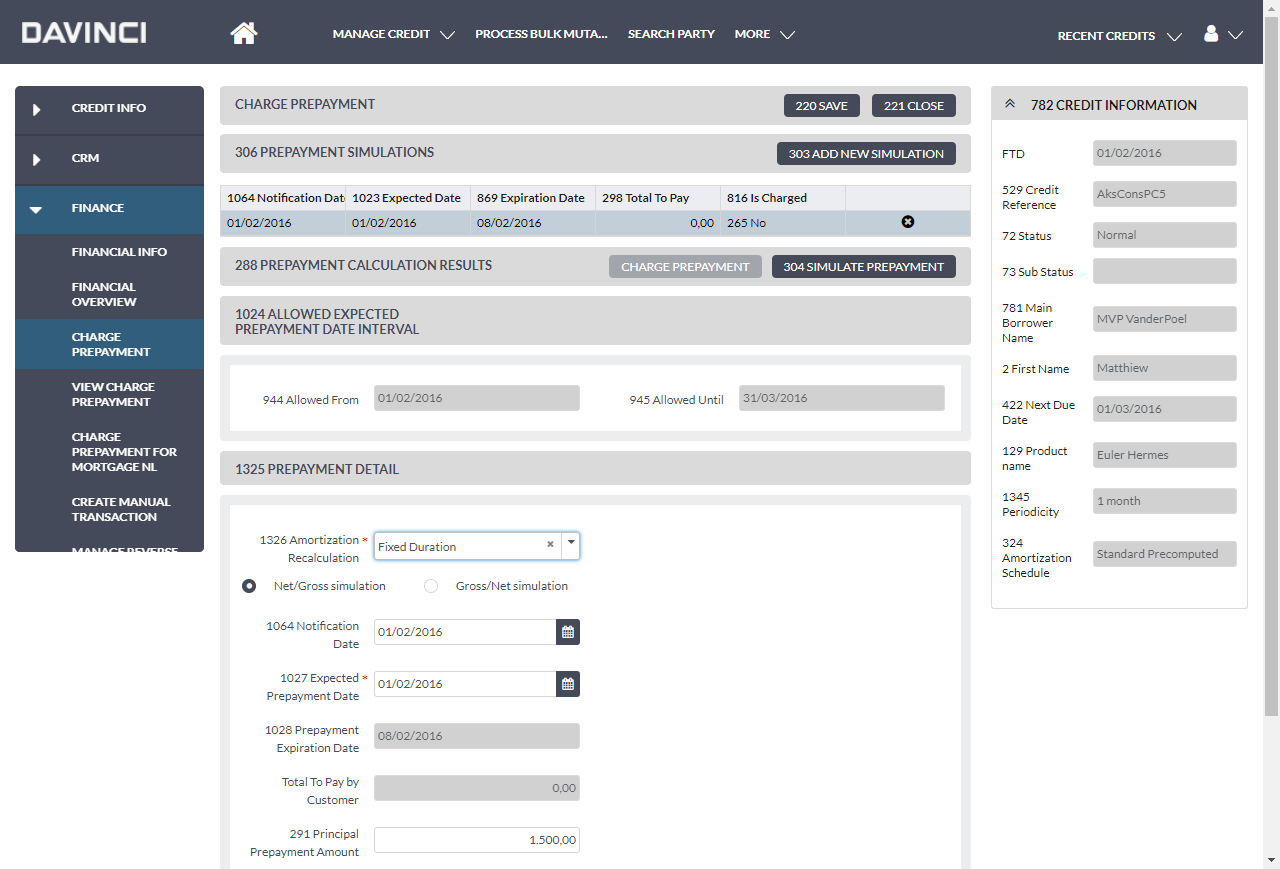 DAVINCI
MANAGE CREDIT
PROCESS BULK MUTA...
SEARCH PARTY
MORE
RECENT CREDITS
CREDIT INFO
CRM
FINANCE
FINANCIAL INFO
FINANCIAL
OVERVIEW
CHARGE
PREPAYMENT
VIEW CHARGE
PREPAYMENT
CHARGE
PREPAYMENT FOR
MORTGAGE NL
CREATE MANUAL
TRANSACTION
MANAGE REVERSE
CHARGE PREPAYMENT
220 SAVE
221 CLOSE
306 PREPAYMENT SIMULATIONS
303 ADD NEW SIMULATION
1064 Notification Date 1023 Expected Date 869 Expiration Date 298 Total To Pay 816 Is Charged
01/02/2016 01/02/2016 08/02/2016 0,00 265 No
288 PREPAYMENT CALCULATION RESULTS
CHARGE PREPAYMENT
304 SIMULATE PREPAYMENT
1024 ALLOWED EXPECTED
PREPAYMENT DATE INTERVAL
944 Allowed From 01/02/2016 945 Allowed Until 31/03/2016
1325 PREPAYMENT DETAIL
1326 Amortization *
Recalculation
Fixed Duration
Net/Gross simulation Gross/Net simulation
1064 Notification
Date
01/02/2016
1027 Expected *
Prepayment Date
01/02/2016
1028 Prepayment
Expiration Date
08/02/2016
Total To Pay by
Customer
0,00
291 Principal
Prepayment Amount
1.500,00
782 CREDIT INFORMATION
FTD 01/02/2016
529 Credit
Reference
AksConsPC5
72 Status Normal
73 Sub Status
781 Main
Borrower
Name
MVP VanderPoel
2 First Name Matthiew
422 Next Due
Date
01/03/2016
129 Product
name
Euler Hermes
1345
Periodicity
1 month
324
Amortization
Schedule
Standard Precomputed